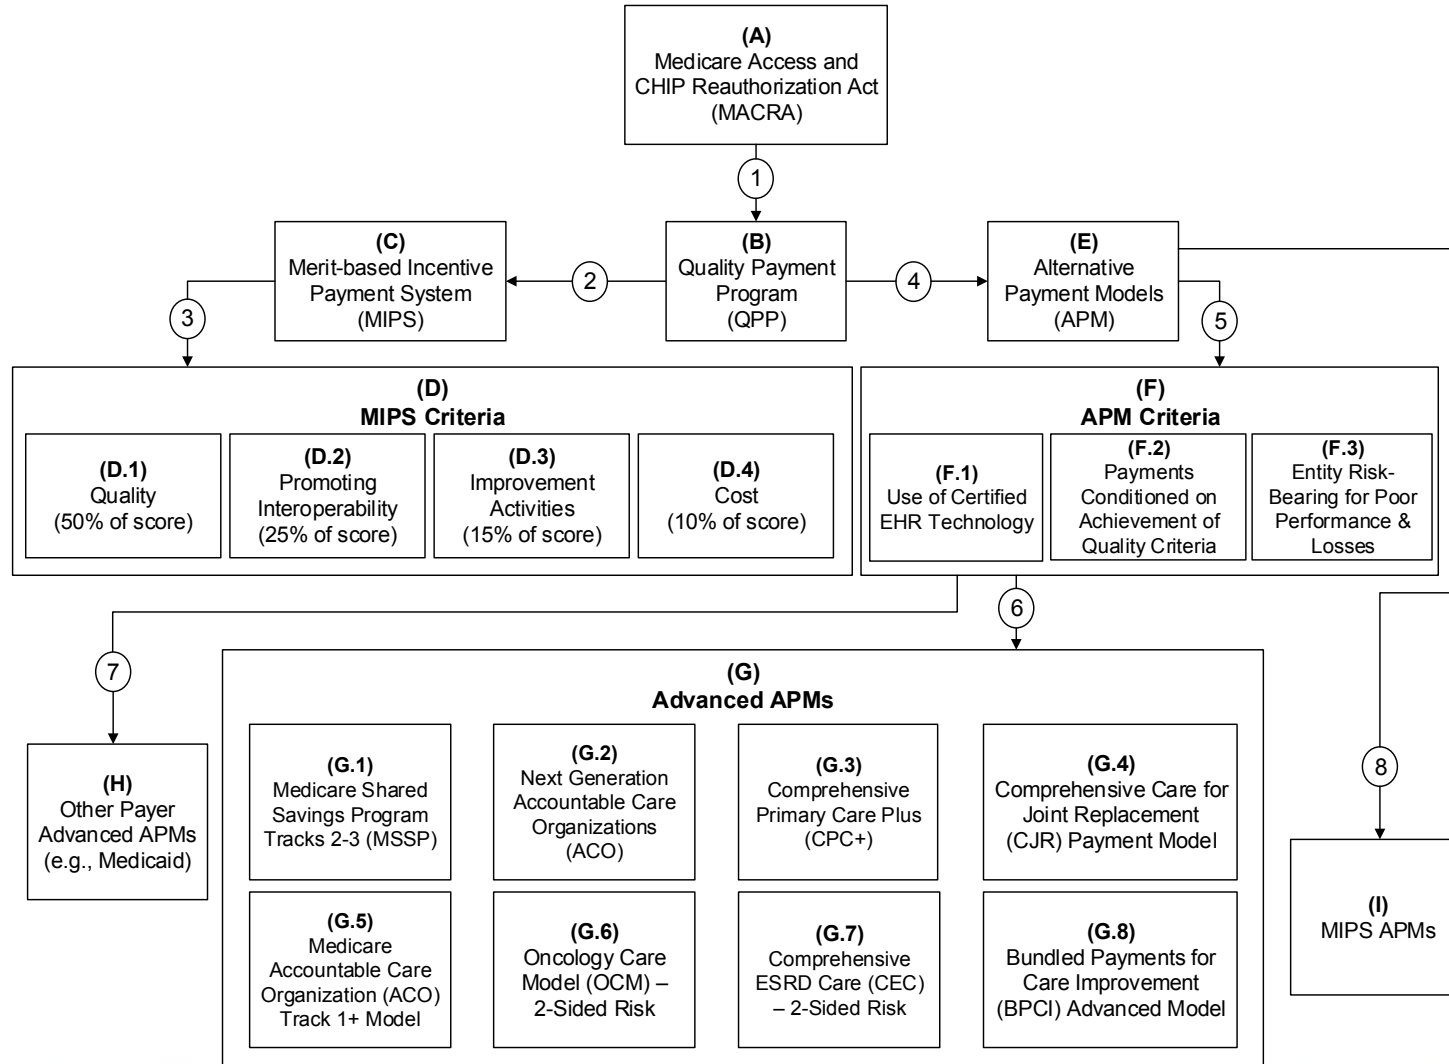 (A)
Medicare Access and
CHIP Reauthorization Act
(MACRA)
1
(C)
Merit-based Incentive
Payment System
(MIPS)
2
(B)
Quality Payment
Program
(QPP)
4
(E)
Alternative
Payment Models
(APM)
3
5
(D)
MIPS Criteria
(D.1)
Quality
(50% of score)
(D.2)
Promoting
Interoperability
(25% of score)
(D.3)
Improvement
Activities
(15% of score)
(D.4)
Cost
(10% of score)
(F)
APM Criteria
(F.1)
Use of Certified
EHR Technology
(F.2)
Payments
Conditioned on
Achievement of
Quality Criteria
(F.3)
Entity Risk-
Bearing for Poor
Performance &
Losses
6
7
8
(G)
Advanced APMs
(G.1)
Medicare Shared
Savings Program
Tracks 2-3 (MSSP)
(G.2)
Next Generation
Accountable Care
Organizations
(ACO)
(G.3)
Comprehensive
Primary Care Plus
(CPC+)
(G.4)
Comprehensive Care for
Joint Replacement
(CJR) Payment Model
(H)
Other Payer
Advanced APMs
(e.g., Medicaid)
(G.5)
Medicare
Accountable Care
Organization (ACO)
Track 1+ Model
(G.6)
Oncology Care
Model (OCM) –
2-Sided Risk
(G.7)
Comprehensive
ESRD Care (CEC)
– 2-Sided Risk
(G.8)
Bundled Payments for
Care Improvement
(BPCI) Advanced Model
(I)
MIPS APMs